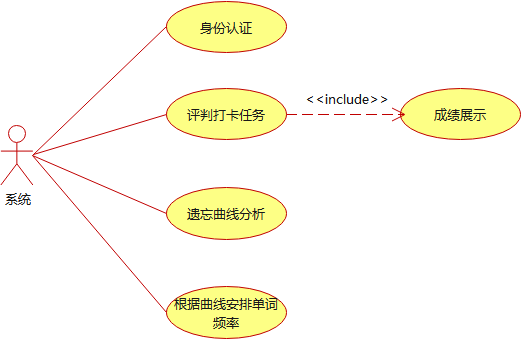 身份认证
<<include>>
评判打卡任务
成绩展示
系统
遗忘曲线分析
根据曲线安排单词
频率